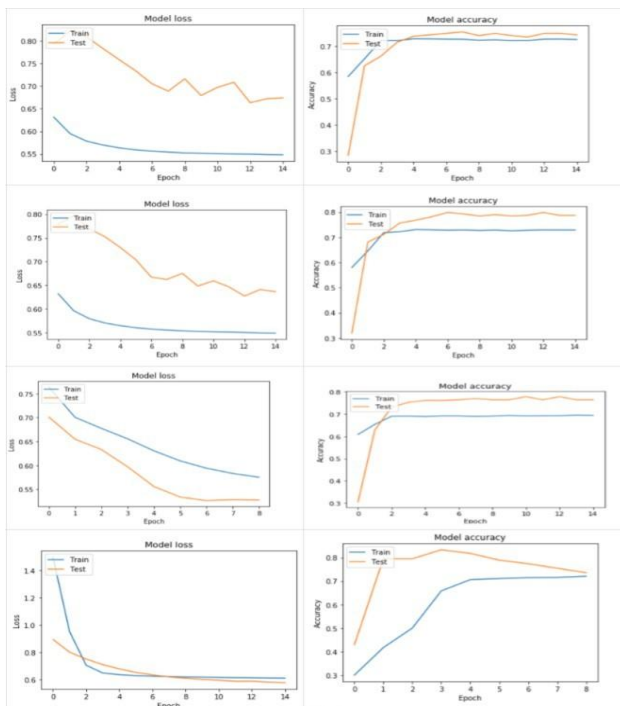 Model loss
0.80
0.75
0.70
0.65
0.60
0.55
Loss
Train
Test
0 2 4 6 8 10 12 14
Epoch
Model accuracy
0.7
0.6
0.5
0.4
0.3
Accuracy
Train
Test
0 2 4 6 8 10 12 14
Epoch
Model loss
0.80
0.75
0.70
0.65
0.60
0.55
Loss
Train
Test
0 2 4 6 8 10 12 14
Epoch
Model accuracy
0.8
0.7
0.6
0.5
0.4
0.3
Accuracy
Train
Test
0 2 4 6 8 10 12 14
Epoch
Model loss
0.75
0.70
0.65
0.60
0.55
Loss
Train
Test
0 1 2 3 4 5 6 7 8
Epoch
Model accuracy
0.8
0.7
0.6
0.5
0.4
0.3
Accuracy
Train
Test
0 2 4 6 8 10 12 14
Epoch
Model loss
1.4
1.2
1.0
0.8
0.6
Loss
Train
Test
0 2 4 6 8 10 12 14
Epoch
Model accuracy
0.8
0.7
0.6
0.5
0.4
0.3
Accuracy
Train
Test
0 1 2 3 4 5 6 7 8
Epoch